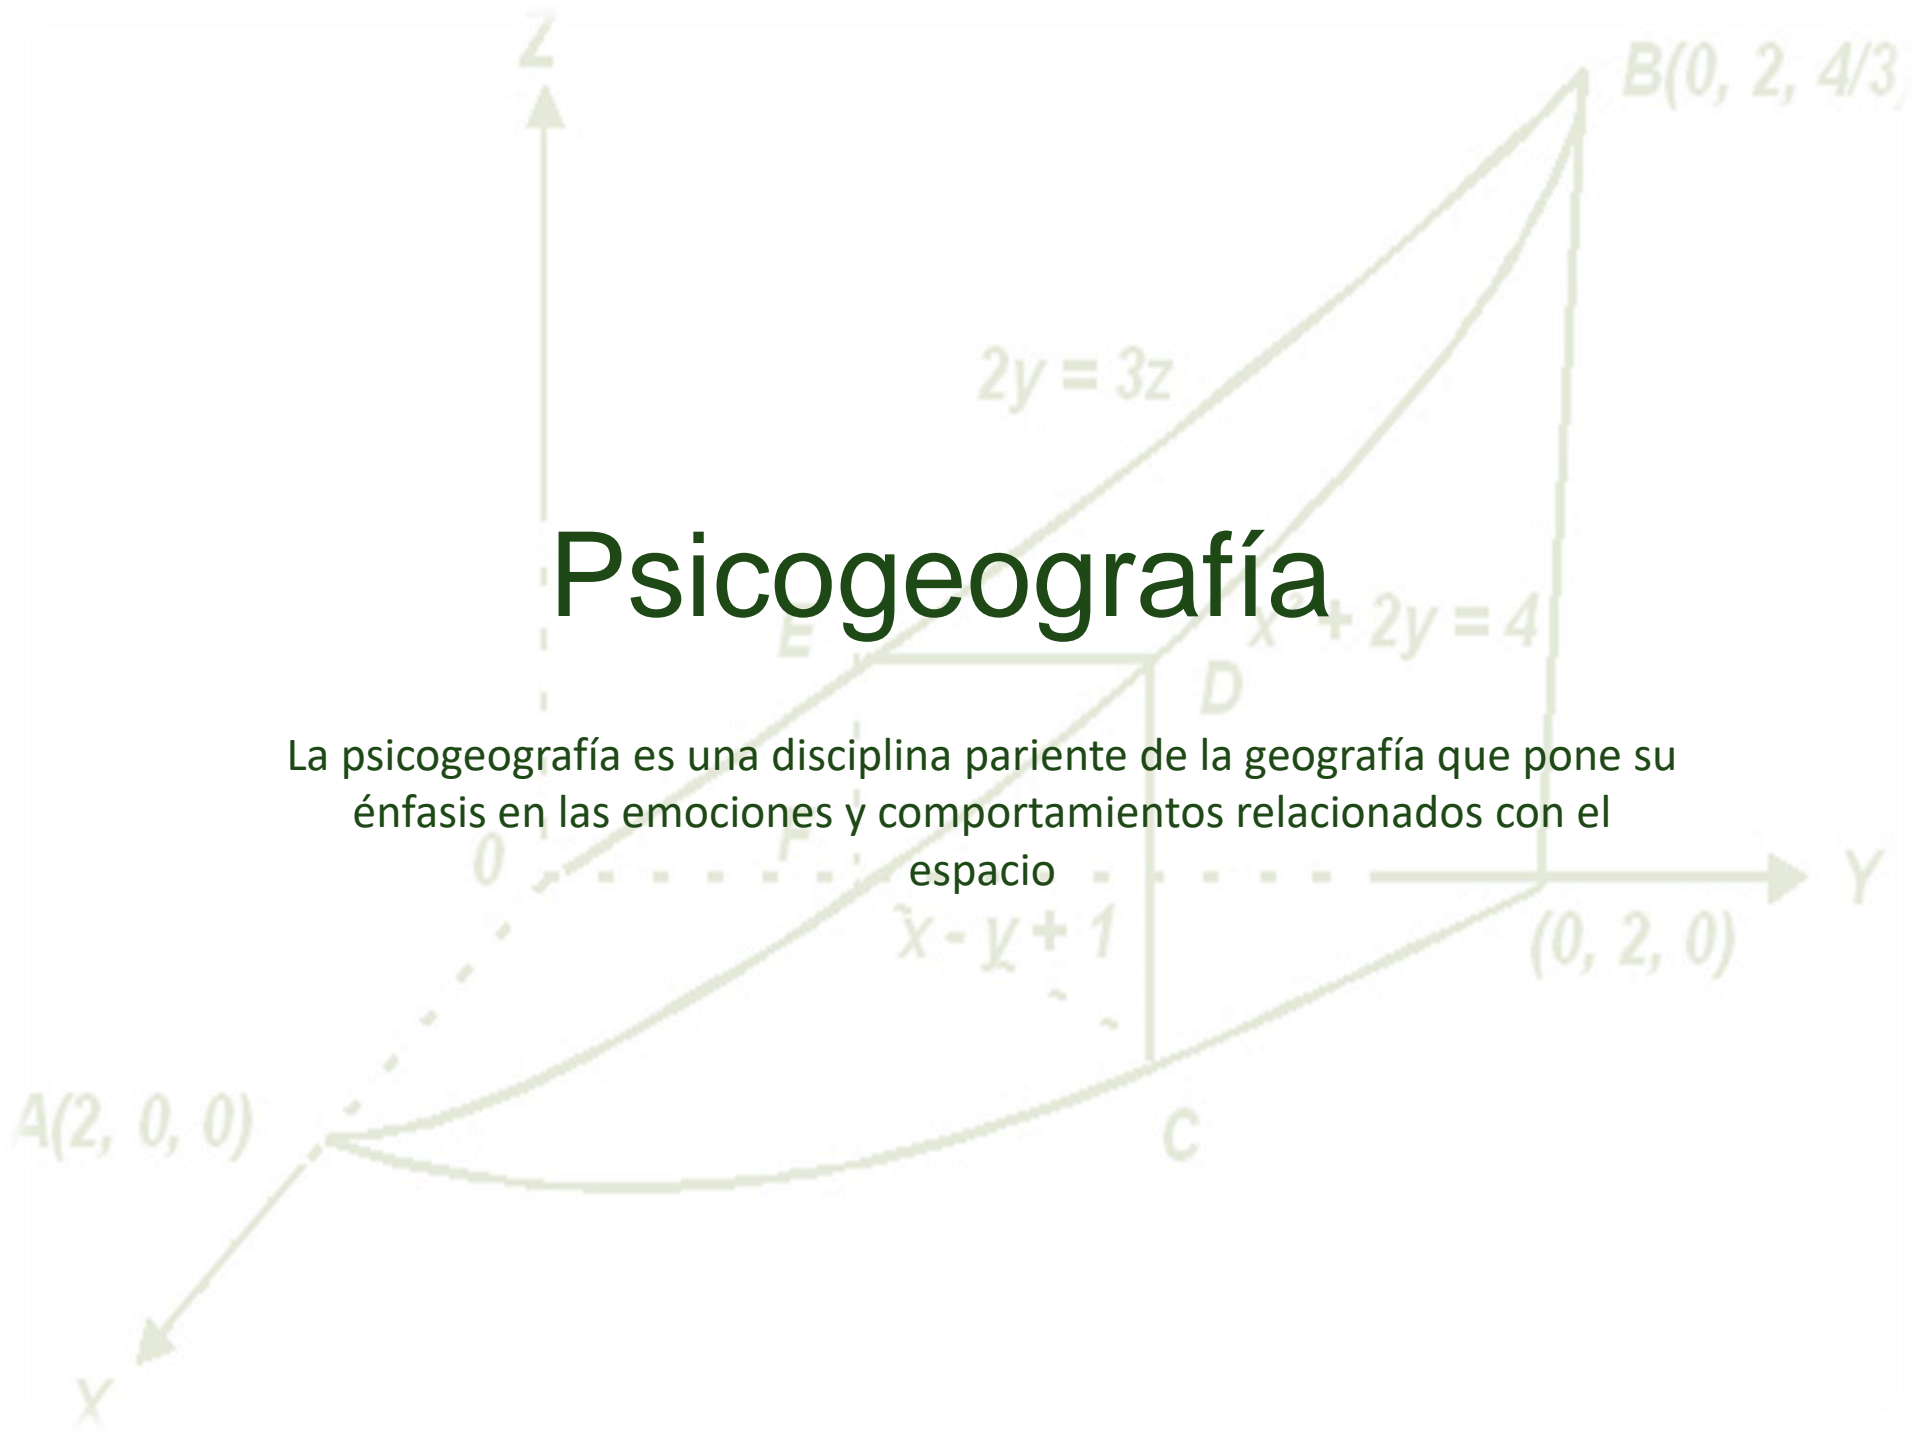 Z
B(0, 2, 4/3)
2y = 3z
Psicogeografía
E
x² + 2y = 4
D
La psicogeografía es una disciplina pariente de la geografía que pone su
énfasis en las emociones y comportamientos relacionados con el
espacio
F
0
Y
x - y + 1
(0, 2, 0)
A(2, 0, 0)
C
X